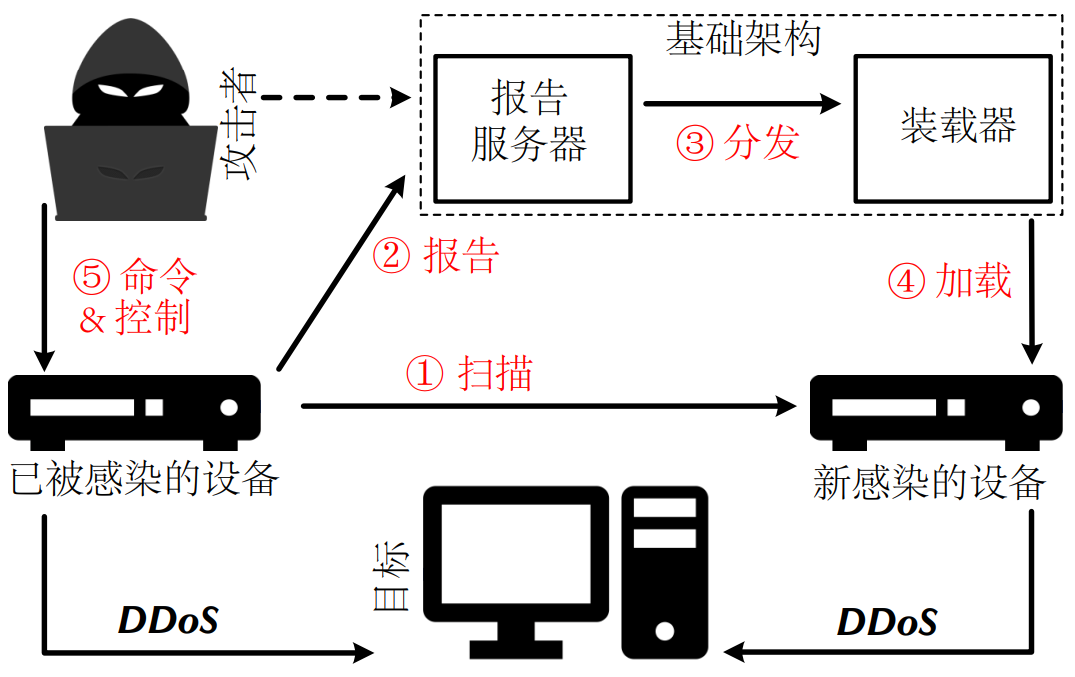 基础架构
攻击者
报告
服务器
③ 分发
装载器
② 报告
⑤ 命令
& 控制
④ 加载
① 扫描
已被感染的设备
新感染的设备
目标
DDoS
DDoS